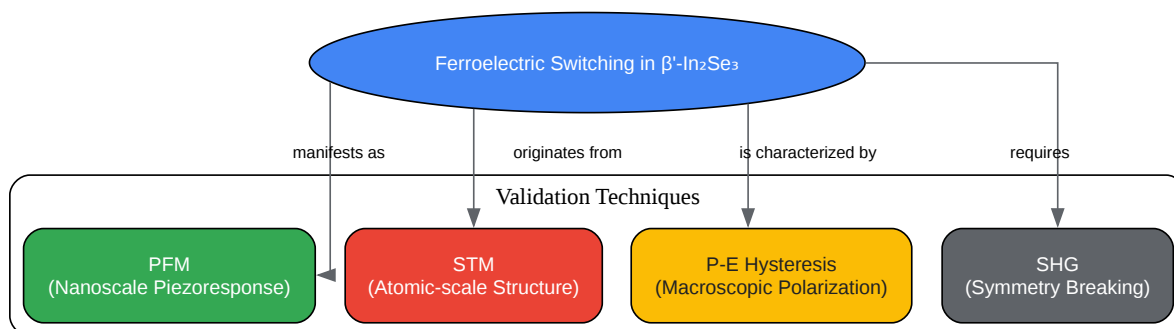 Ferroelectric Switching in β'-In₂Se₃
manifests as
originates from
is characterized by
requires
Validation Techniques
PFM
(Nanoscale Piezoresponse)
STM
(Atomic-scale Structure)
P-E Hysteresis
(Macroscopic Polarization)
SHG
(Symmetry Breaking)